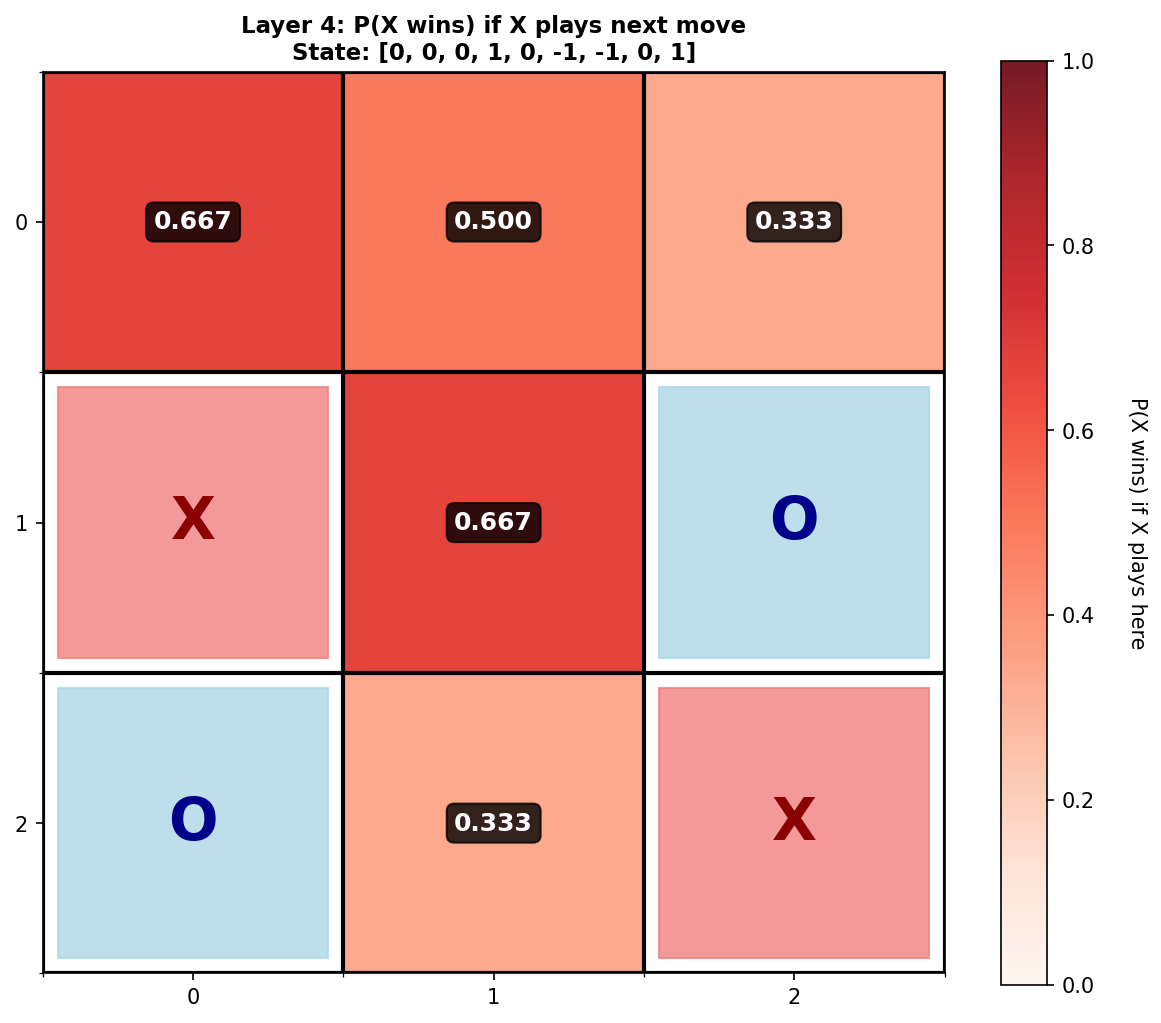 Layer 4: P(X wins) if X plays next move
State: [0, 0, 0, 1, 0, -1, -1, 0, 1]
0 0.667 0.500 0.333
1 X 0.667 O
2 O 0.333 X
0 1 2
1.0
0.8
0.6
0.4
0.2
0.0
P(X wins) if X plays here